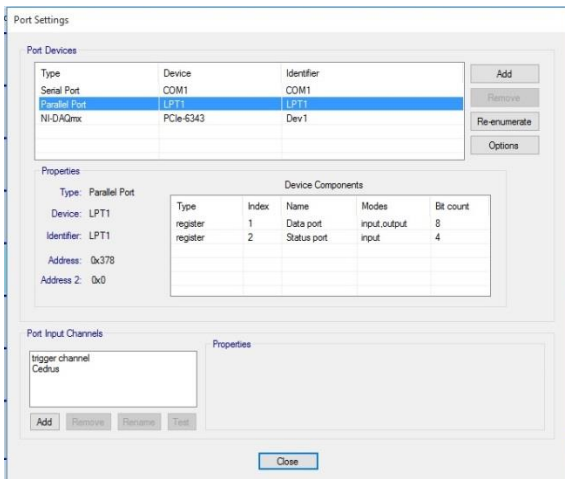 Port Settings
Port Devices
Type Device Identifier
Serial Port COM1 COM1
Parallel Port LPT1 LPT1
NI-DAQmx PCIe-6343 Dev1
Add
Remove
Re-enumerate
Options
Properties
Type: Parallel Port
Device: LPT1
Identifier: LPT1
Address: 0x378
Address 2: 0x0
Device Components
Type Index Name Modes Bit count
register 1 Data port input,output 8
register 2 Status port input 4
Port Input Channels
trigger channel
Cedrus
Add Remove Rename Test
Properties
Close